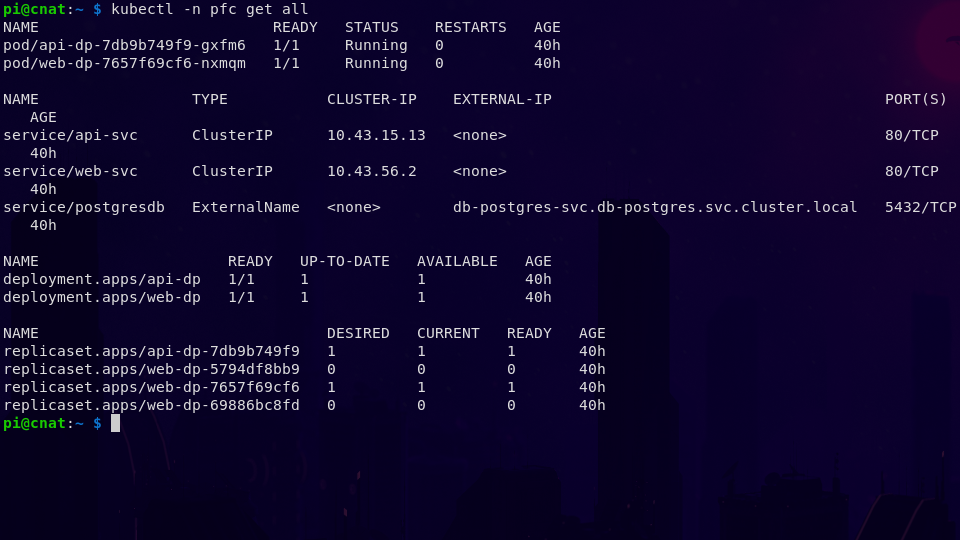 pi@cnat:~ $ kubectl -n pfc get all
NAME                          READY   STATUS    RESTARTS   AGE
pod/api-dp-7db9b749f9-gxfm6   1/1     Running   0          40h
pod/web-dp-7657f69cf6-nxmqm   1/1     Running   0          40h

NAME                 TYPE           CLUSTER-IP    EXTERNAL-IP                                     PORT(S)
   AGE
service/api-svc      ClusterIP      10.43.15.13   <none>                                          80/TCP
   40h
service/web-svc      ClusterIP      10.43.56.2    <none>                                          80/TCP
   40h
service/postgresdb   ExternalName   <none>        db-postgres-svc.db-postgres.svc.cluster.local   5432/TCP
   40h

NAME                     READY   UP-TO-DATE   AVAILABLE   AGE
deployment.apps/api-dp   1/1     1            1           40h
deployment.apps/web-dp   1/1     1            1           40h

NAME                                DESIRED   CURRENT   READY   AGE
replicaset.apps/api-dp-7db9b749f9   1         1         1       40h
replicaset.apps/web-dp-5794df8bb9   0         0         0       40h
replicaset.apps/web-dp-7657f69cf6   1         1         1       40h
replicaset.apps/web-dp-69886bc8fd   0         0         0       40h
pi@cnat:~ $